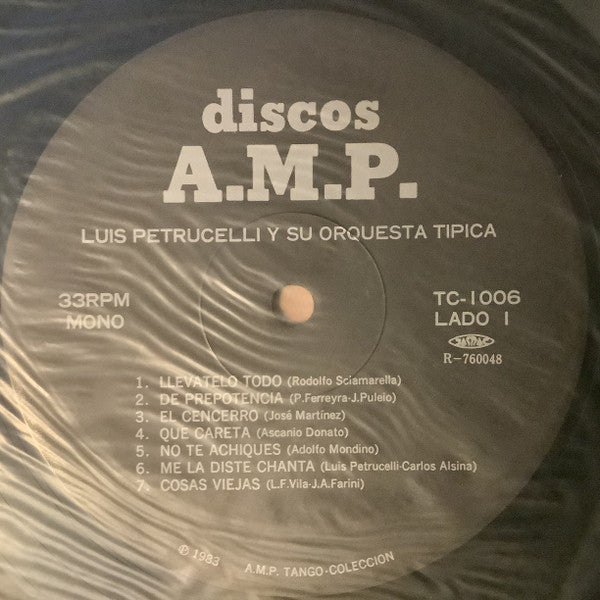 discos
A.M.P.
LUIS PETRUCELLI Y SU ORQUESTA TIPICA
33RPM
MONO
TC-1006
LADO 1
JASRAC
R-760048
1. LLEVATELO TODO (Rodolfo Sciamarella)
2. DE PREPOTENCIA (P.Ferreyra-J.Puleio)
3. EL CENCERRO (José Martínez)
4. QUE CARETA (Ascanio Donato)
5. NO TE ACHIQUES (Adolfo Mondino)
6. ME LA DISTE CHANTA (Luis Petrucelli-Carlos Alsina)
7. COSAS VIEJAS (L.F.Vila-J.A.Farini)
Ⓟ 1983 A.M.P. TANGO-COLECCION